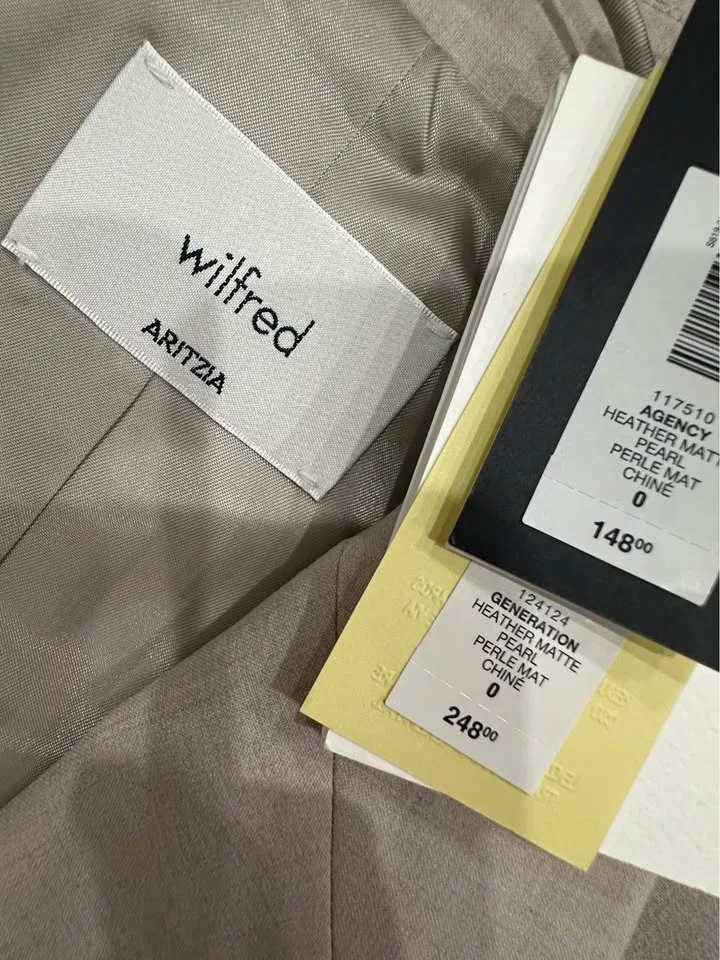 wilfred
ARITZIA
117510
AGENCY
HEATHER MATT
PEARL
PERLE MAT
CHINÉ
0
148⁰⁰
124124
GENERATION
HEATHER MATTE
PEARL
PERLE MAT
CHINÉ
0
248⁰⁰